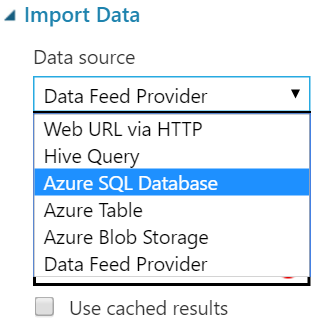 Import Data
Data source
Data Feed Provider
Web URL via HTTP
Hive Query
Azure SQL Database
Azure Table
Azure Blob Storage
Data Feed Provider
Use cached results